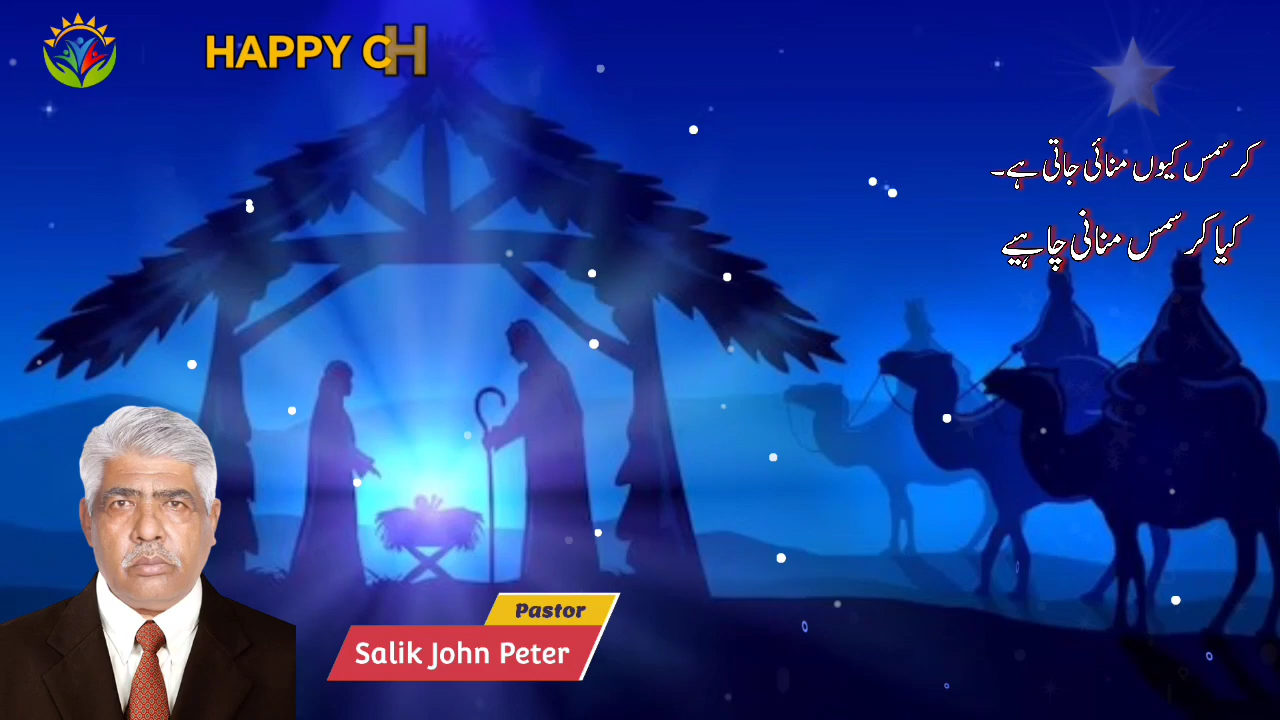 HAPPY CH
کرسمس کیوں منائی جاتی ہے۔
کیا کرسمس منانی چاہیے
Pastor
Salik John Peter